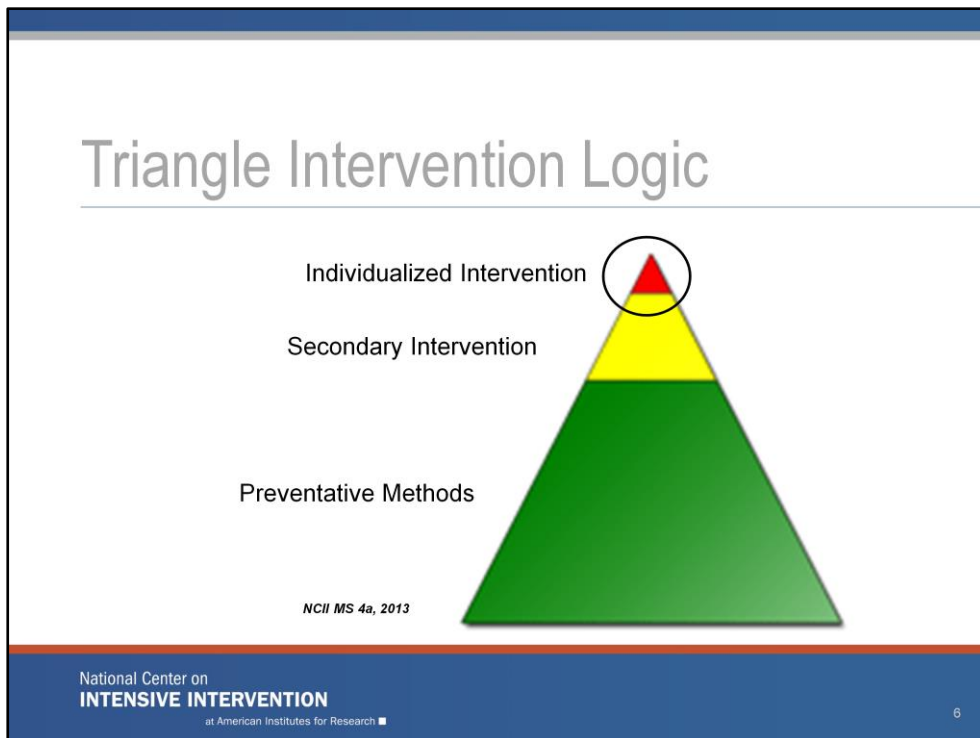 Triangle Intervention Logic
Individualized Intervention
Secondary Intervention
Preventative Methods
NCII MS 4a, 2013
National Center on
INTENSIVE INTERVENTION
at American Institutes for Research
6